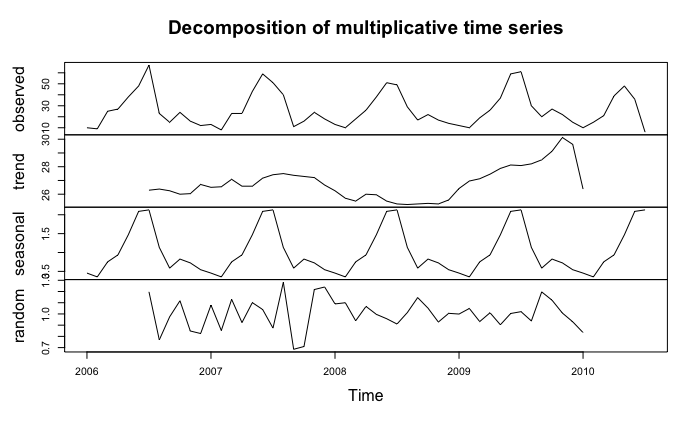 Decomposition of multiplicative time series
observed
10 30 50
trend
26 28 30
seasonal
0.5 1.5
random
0.7 1.0 1.3
2006 2007 2008 2009 2010
Time